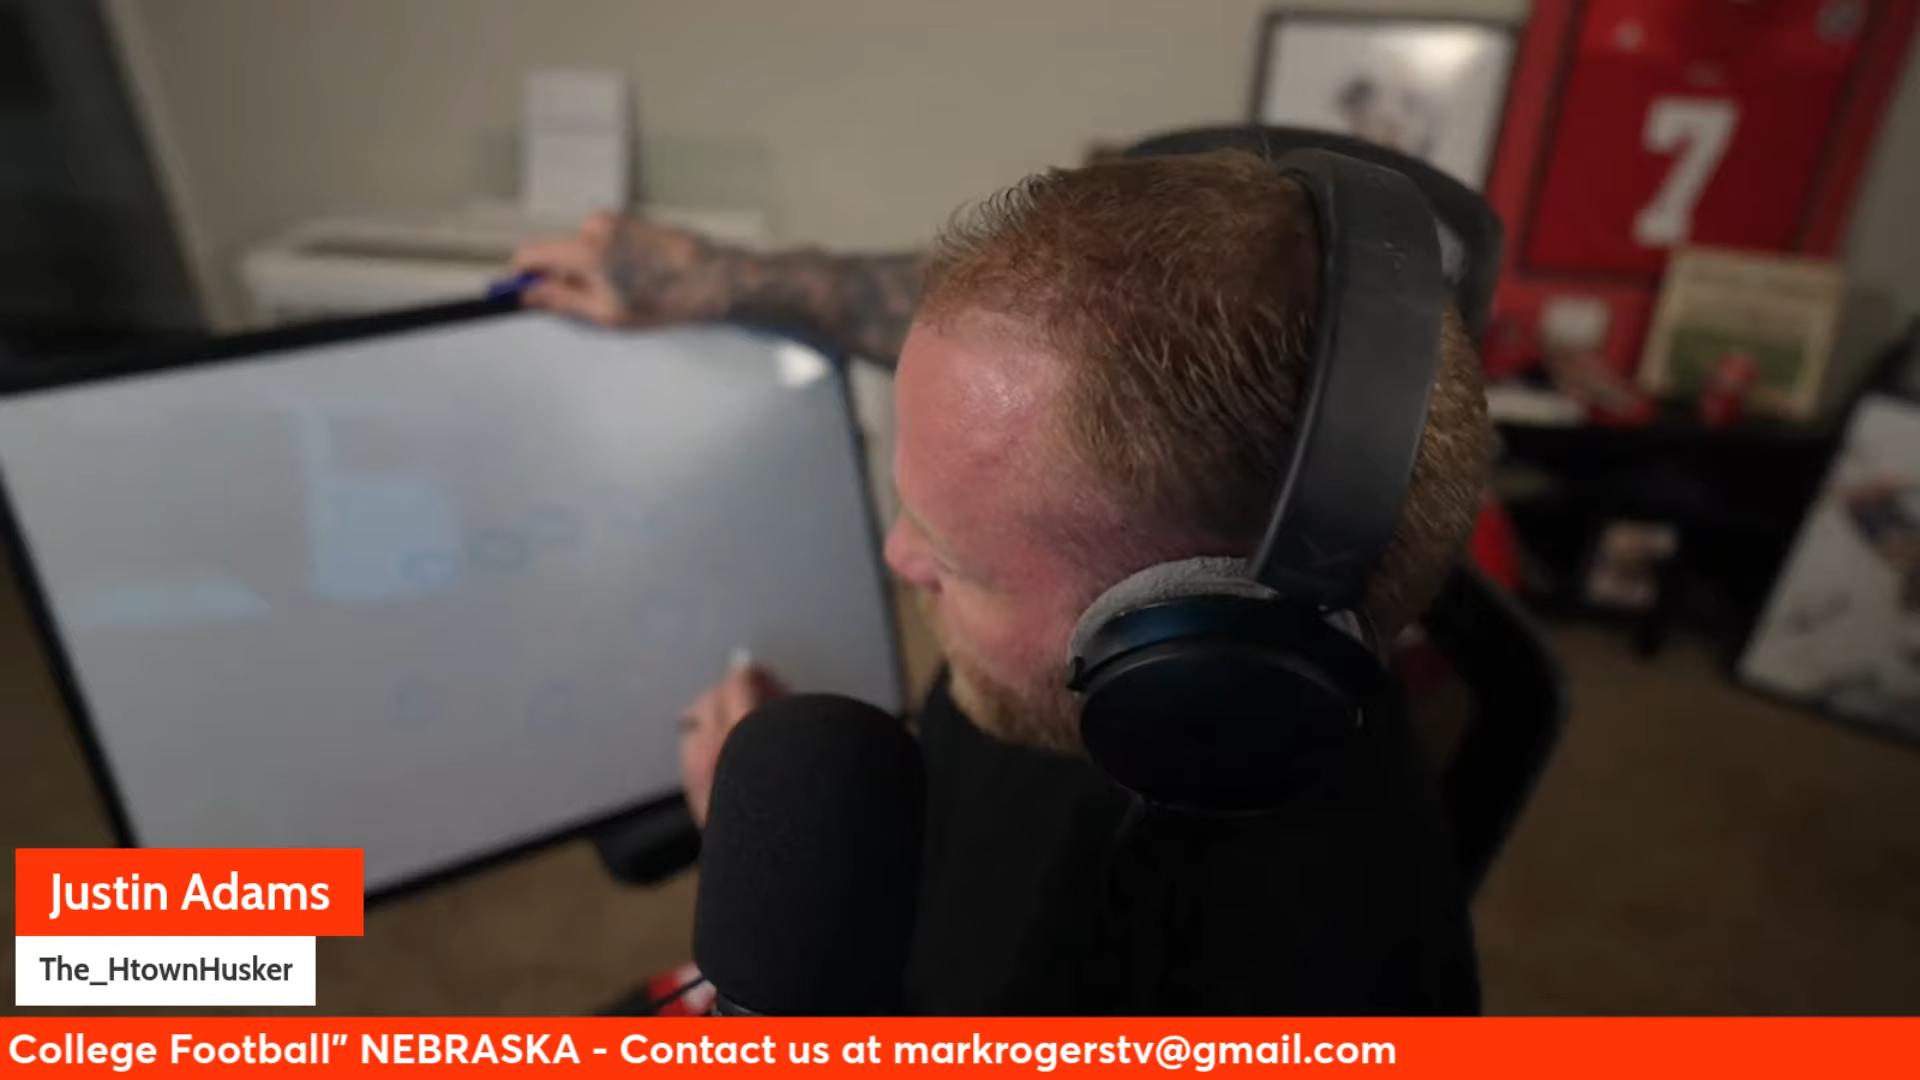 7
Justin Adams
The_HtownHusker
College Football" NEBRASKA - Contact us at markrogerstv@gmail.com